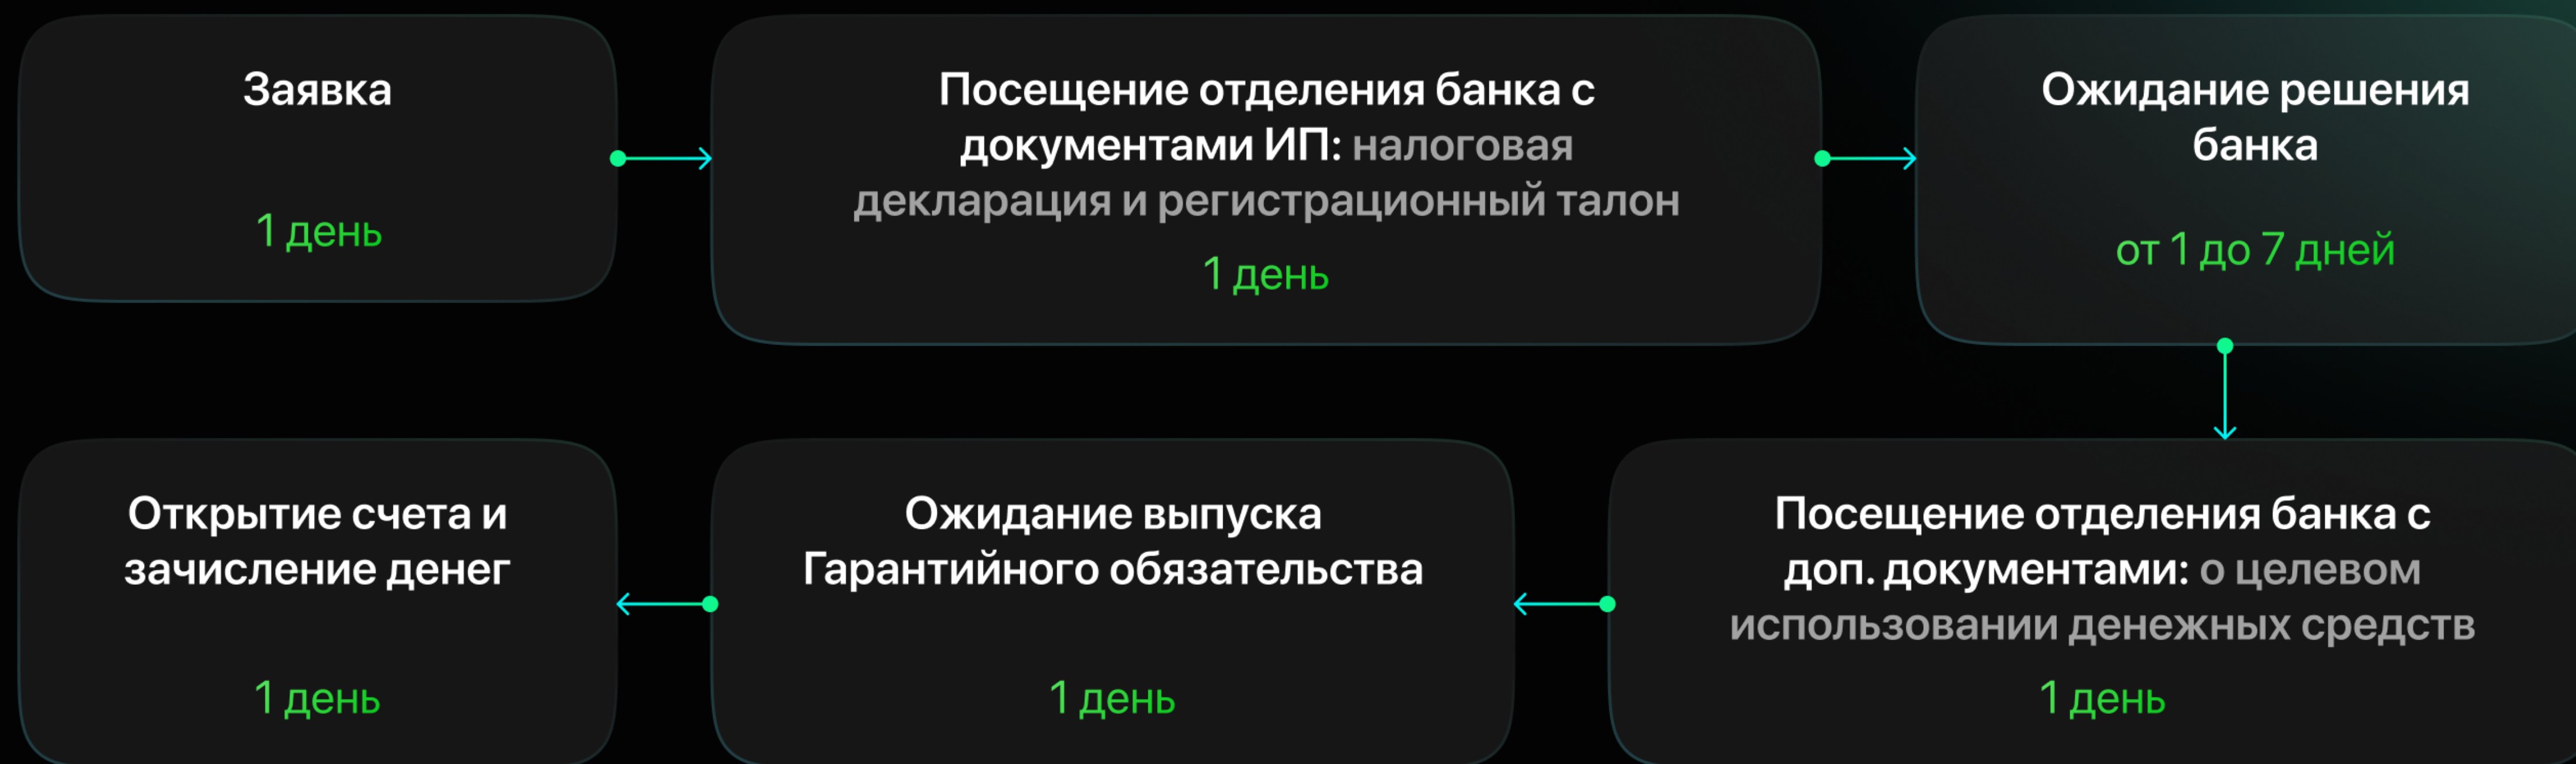 Заявка
1 день
Посещение отделения банка с
документами ИП: налоговая
декларация и регистрационный талон
1 день
Ожидание решения
банка
от 1 до 7 дней
Посещение отделения банка с
доп. документами: о целевом
использовании денежных средств
1 день
Ожидание выпуска
Гарантийного обязательства
1 день
Открытие счета и
зачисление денег
1 день